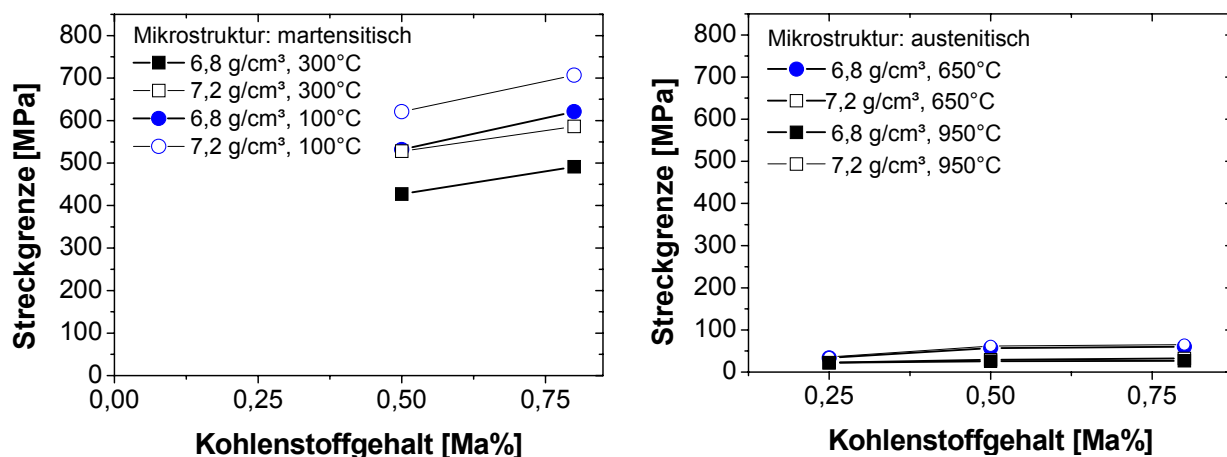 Mikrostruktur: martensitisch
6,8 g/cm³, 300°C
7,2 g/cm³, 300°C
6,8 g/cm³, 100°C
7,2 g/cm³, 100°C
Streckgrenze [MPa]
800
700
600
500
400
300
200
100
0
0,00 0,25 0,50 0,75
Kohlenstoffgehalt [Ma%]
Mikrostruktur: austenitisch
6,8 g/cm³, 650°C
7,2 g/cm³, 650°C
6,8 g/cm³, 950°C
7,2 g/cm³, 950°C
Streckgrenze [MPa]
800
700
600
500
400
300
200
100
0
0,25 0,50 0,75
Kohlenstoffgehalt [Ma%]